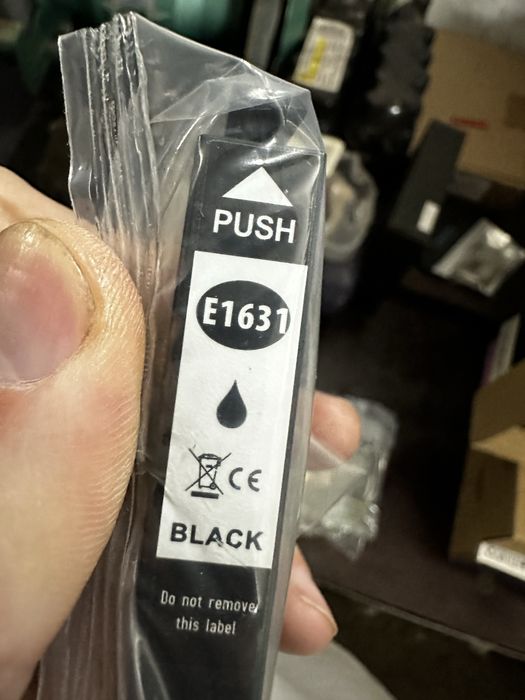 PUSH
E1631
CE
BLACK
Do not remove
this label